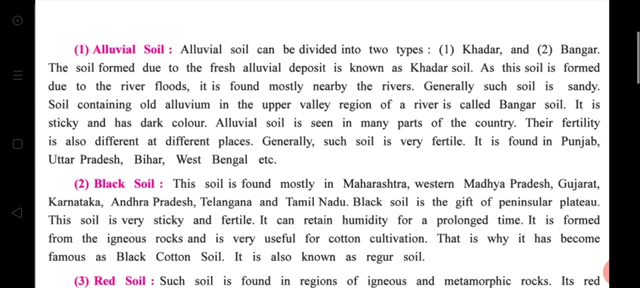 (1) Alluvial Soil : Alluvial soil can be divided into two types : (1) Khadar, and (2) Bangar.
The soil formed due to the fresh alluvial deposit is known as Khadar soil. As this soil is formed
due to the river floods, it is found mostly nearby the rivers. Generally such soil is sandy.
Soil containing old alluvium in the upper valley region of a river is called Bangar soil. It is
sticky and has dark colour. Alluvial soil is seen in many parts of the country. Their fertility
is also different at different places. Generally, such soil is very fertile. It is found in Punjab,
Uttar Pradesh, Bihar, West Bengal etc.
(2) Black Soil : This soil is found mostly in Maharashtra, western Madhya Pradesh, Gujarat,
Karnataka, Andhra Pradesh, Telangana and Tamil Nadu. Black soil is the gift of peninsular plateau.
This soil is very sticky and fertile. It can retain humidity for a prolonged time. It is formed
from the igneous rocks and is very useful for cotton cultivation. That is why it has become
famous as Black Cotton Soil. It is also known as regur soil.
(3) Red Soil : Such soil is found in regions of igneous and metamorphic rocks. Its red